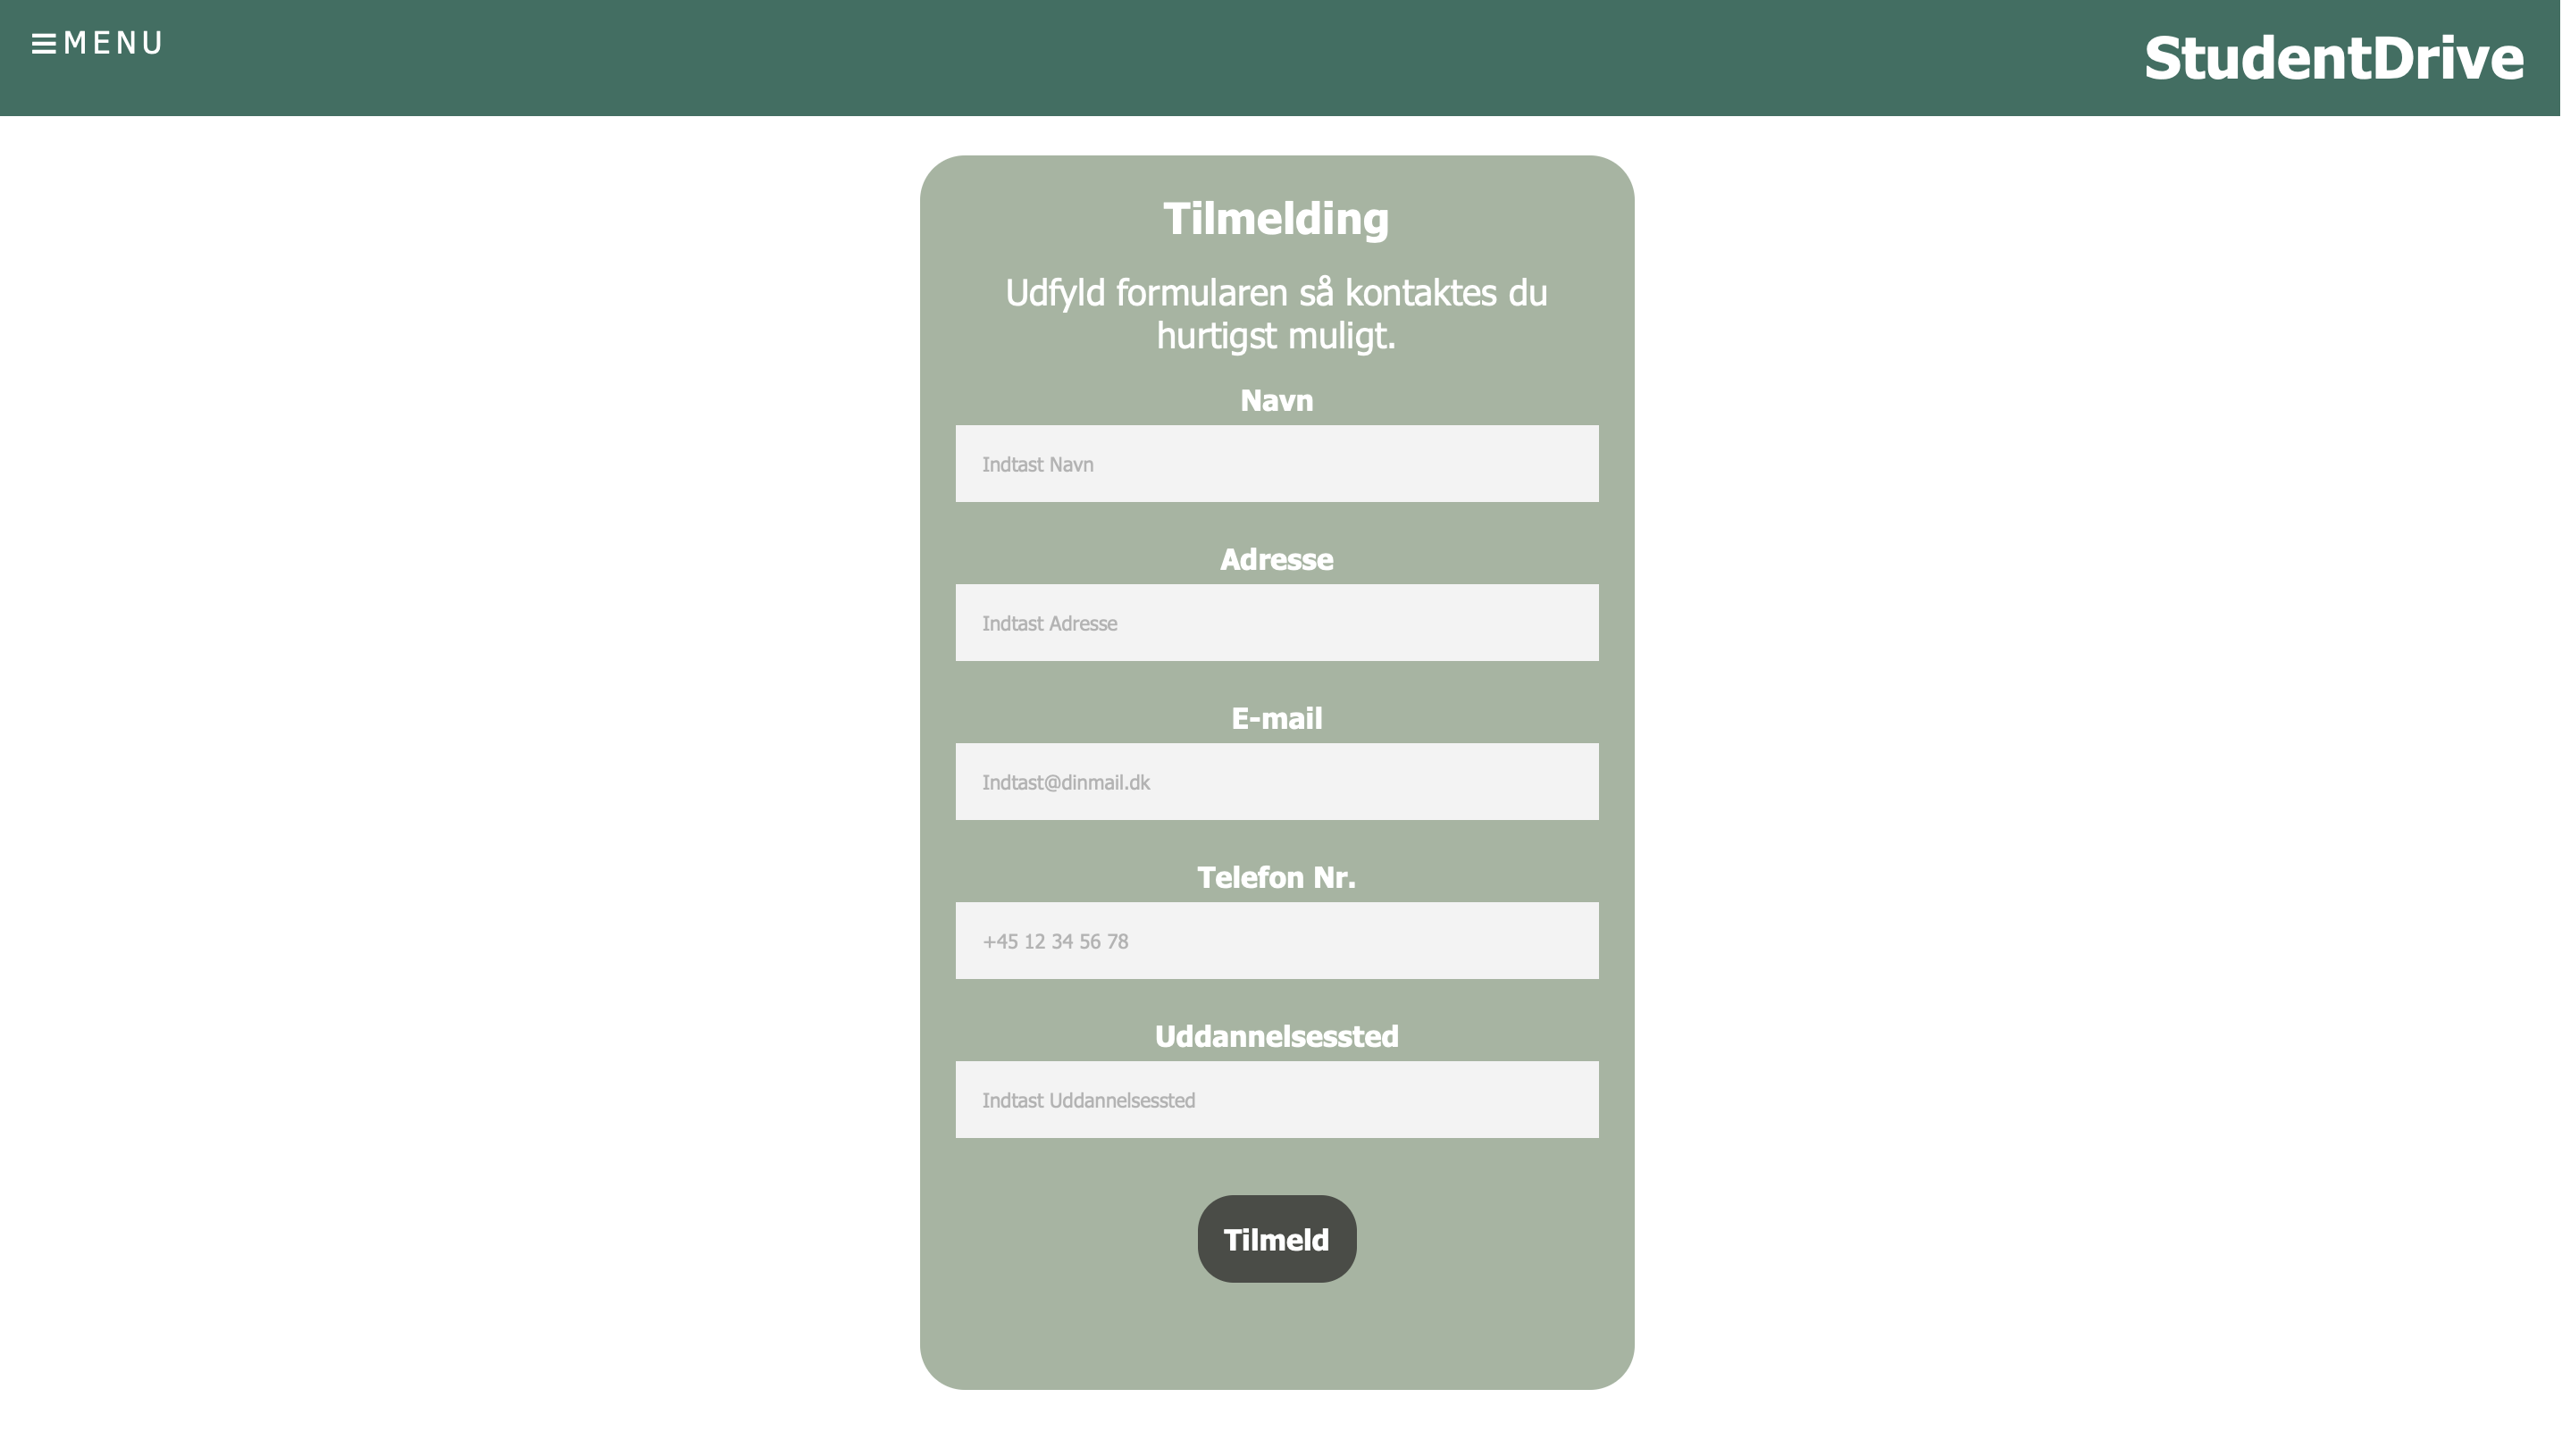 MENU
StudentDrive
Tilmelding
Udfyld formularen så kontaktes du
hurtigst muligt.
Navn
Indtast Navn
Adresse
Indtast Adresse
E-mail
Indtast@dinmail.dk
Telefon Nr.
+45 12 34 56 78
Uddannelsessted
Indtast Uddannelsessted
Tilmeld